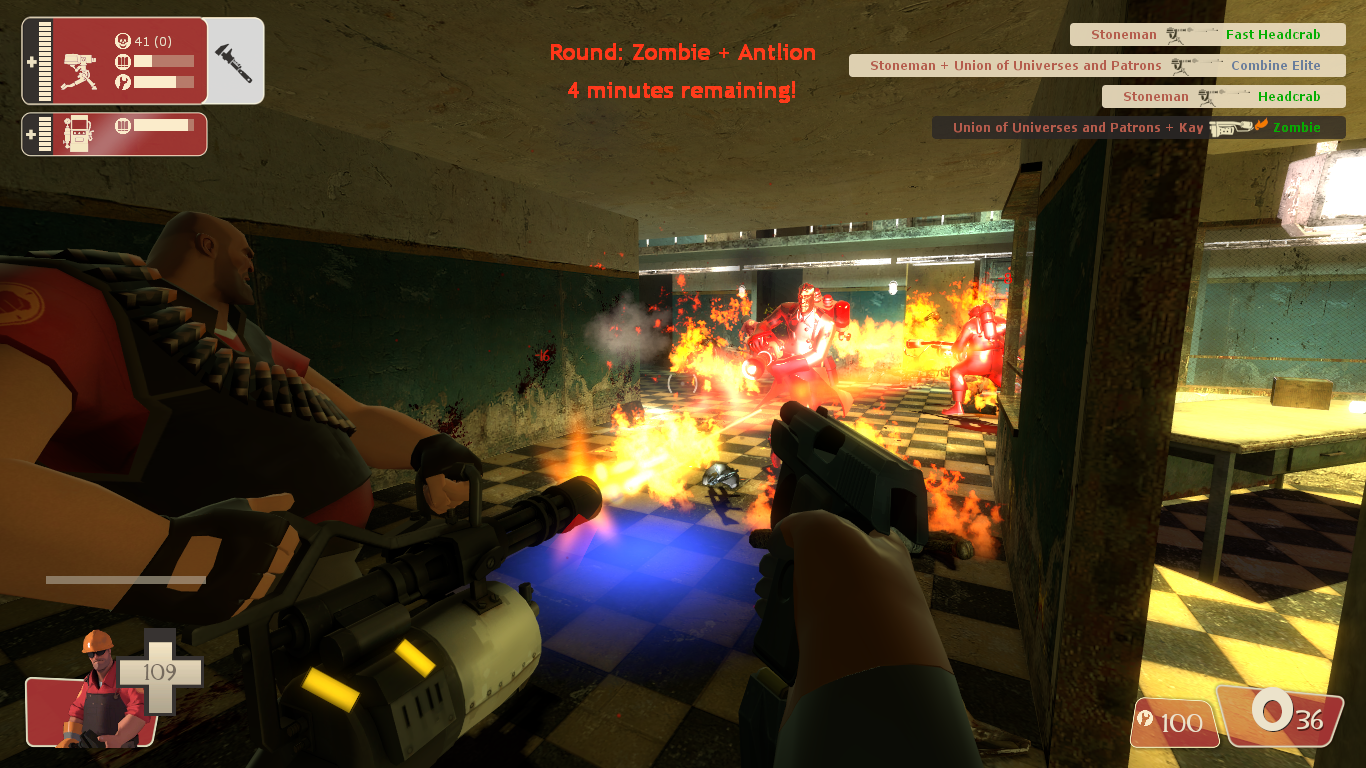 41 (0)
Round: Zombie + Antlion
4 minutes remaining!
Stoneman Fast Headcrab
Stoneman + Union of Universes and Patrons Combine Elite
Stoneman Headcrab
Union of Universes and Patrons + Kay Zombie
109
100
0 36